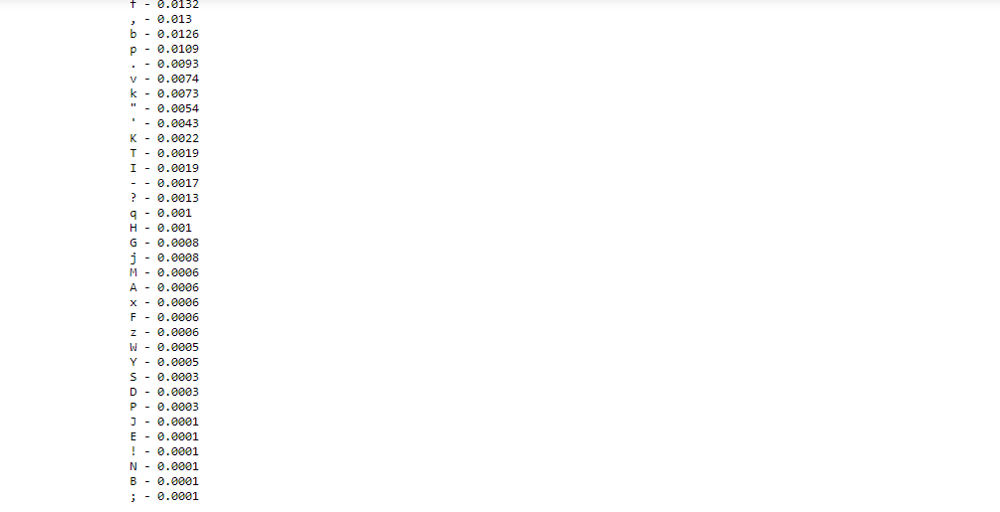 f - 0.0132
, - 0.013
b - 0.0126
p - 0.0109
. - 0.0093
v - 0.0074
k - 0.0073
" - 0.0054
' - 0.0043
K - 0.0022
T - 0.0019
I - 0.0019
- - 0.0017
? - 0.0013
q - 0.001
H - 0.001
G - 0.0008
j - 0.0008
M - 0.0006
A - 0.0006
x - 0.0006
F - 0.0006
z - 0.0006
W - 0.0005
Y - 0.0005
S - 0.0003
D - 0.0003
P - 0.0003
J - 0.0001
E - 0.0001
! - 0.0001
N - 0.0001
B - 0.0001
; - 0.0001